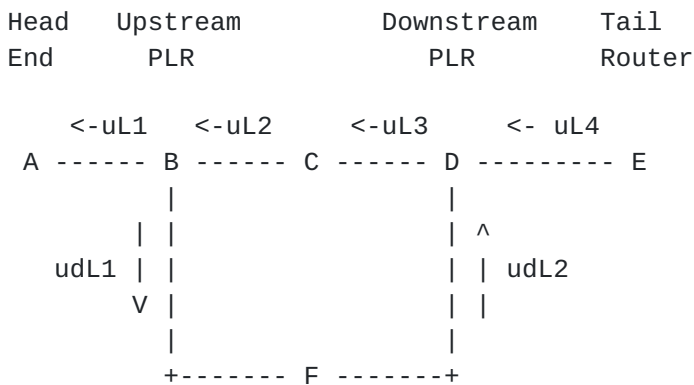 Head   Upstream         Downstream    Tail
End      PLR               PLR        Router

    <-uL1   <-uL2     <-uL3     <- uL4
 A ------ B ------ C ------ D --------- E
          |                 |
        | |                 | ^
   udL1 | |                 | | udL2
        V |                 | |
          |                 |
          +------- F -------+